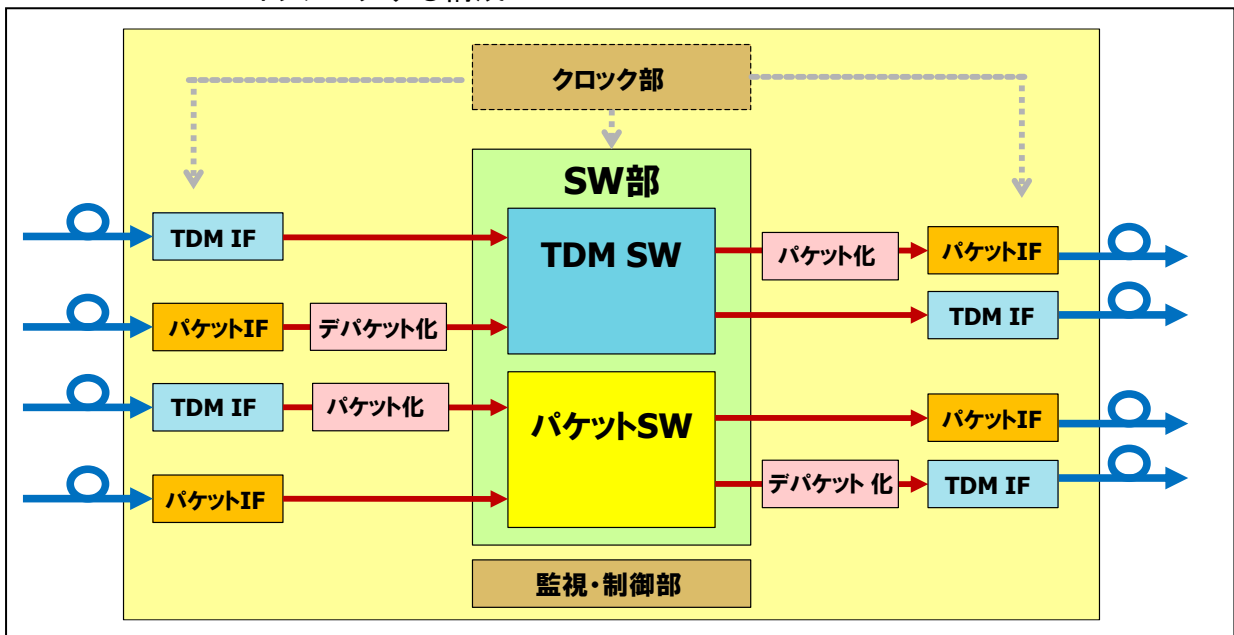 クロック部
SW部
TDM IF
TDM SW
パケット化
パケットIF
パケットIF
デパケット化
TDM IF
TDM IF
パケット化
パケットSW
パケットIF
パケットIF
デパケット 化
TDM IF
監視・制御部